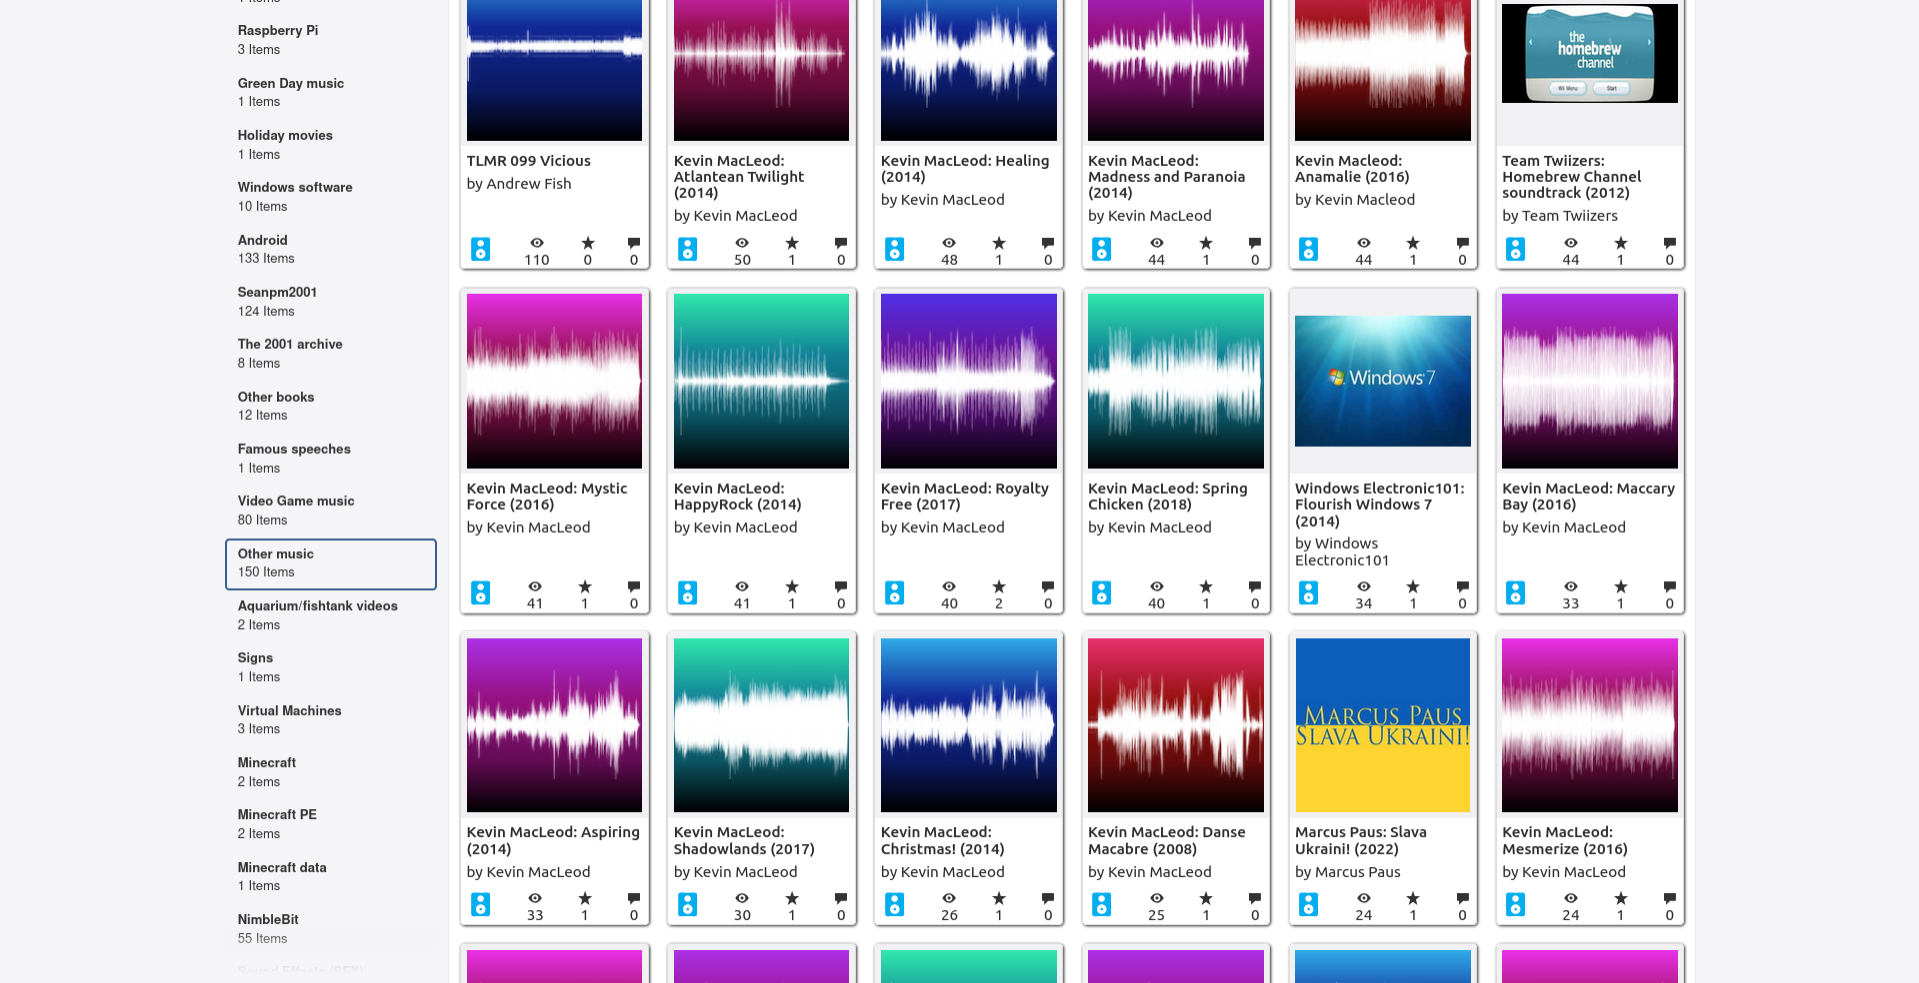 Raspberry Pi
3 Items
Green Day music
1 Items
Holiday movies
1 Items
Windows software
10 Items
Android
133 Items
Seanpm2001
124 Items
The 2001 archive
8 Items
Other books
12 Items
Famous speeches
1 Items
Video Game music
80 Items
Other music
150 Items
Aquarium/fishtank videos
2 Items
Signs
1 Items
Virtual Machines
3 Items
Minecraft
2 Items
Minecraft PE
2 Items
Minecraft data
1 Items
NimbleBit
55 Items
TLMR 099 Vicious
by Andrew Fish
110 0 0
Kevin MacLeod:
Atlantean Twilight
(2014)
by Kevin MacLeod
50 1 0
Kevin MacLeod: Healing
(2014)
by Kevin MacLeod
48 1 0
Kevin MacLeod:
Madness and Paranoia
(2014)
by Kevin MacLeod
44 1 0
Kevin Macleod:
Anamalie (2016)
by Kevin Macleod
44 1 0
the
homebrew
channel
Wii Menu Start
Team Twiizers:
Homebrew Channel
soundtrack (2012)
by Team Twiizers
44 1 0
Kevin MacLeod: Mystic
Force (2016)
by Kevin MacLeod
41 1 0
Kevin MacLeod:
HappyRock (2014)
by Kevin MacLeod
41 1 0
Kevin MacLeod: Royalty
Free (2017)
by Kevin MacLeod
40 2 0
Kevin MacLeod: Spring
Chicken (2018)
by Kevin MacLeod
40 1 0
Windows 7
Windows Electronic101:
Flourish Windows 7
(2014)
by Windows
Electronic101
34 1 0
Kevin MacLeod: Maccary
Bay (2016)
by Kevin MacLeod
33 1 0
Kevin MacLeod: Aspiring
(2014)
by Kevin MacLeod
33 1 0
Kevin MacLeod:
Shadowlands (2017)
by Kevin MacLeod
30 1 0
Kevin MacLeod:
Christmas! (2014)
by Kevin MacLeod
26 1 0
Kevin MacLeod: Danse
Macabre (2008)
by Kevin MacLeod
25 1 0
MARCUS PAUS
SLAVA UKRAINI!
Marcus Paus: Slava
Ukraini! (2022)
by Marcus Paus
24 1 0
Kevin MacLeod:
Mesmerize (2016)
by Kevin MacLeod
24 1 0